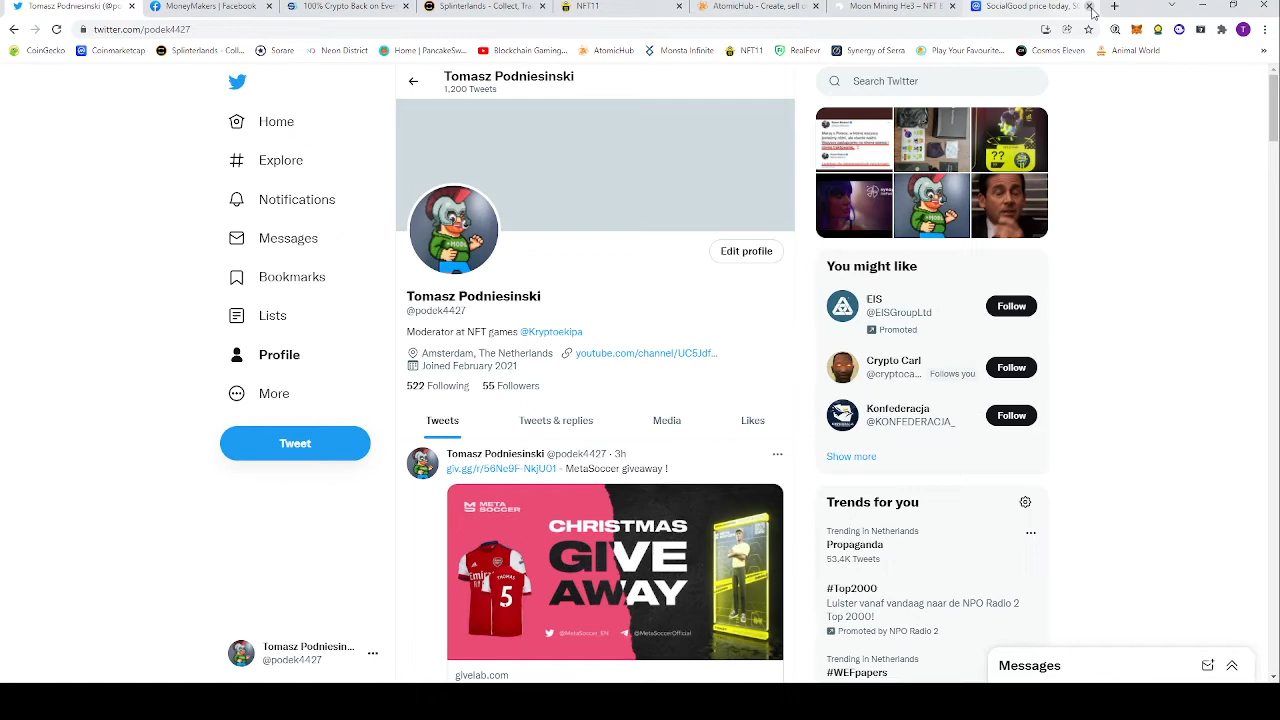 Tomasz Podniesinski (@podek
MoneyMakers | Facebook
100% Crypto Back on Ever
Splinterlands - Collect, Tra
NFT11
AtomicHub - Create, sell o
Moon Mining HE3 - NFT
SocialGood price today,
twitter.com/podek4427
CoinGecko
Coinmarketcap
Splinterlands - Coll...
Sorare
Neon District
Home | PancakeSw...
Blockchain Gaming...
AtomicHub
Monsta Infinite
NFT11
RealFevr
Synergy of Serra
Play Your Favourite...
Cosmos Eleven
Animal World
T
Tomasz Podniesinski
1,200 Tweets
Search Twitter
Home
Explore
Notifications
Messages
Bookmarks
Lists
Profile
More
Tweet
Edit profile
Tomasz Podniesinski
@podek4427
Moderator at NFT games @Kryptoekipa
Amsterdam, The Netherlands youtube.com/channel/UC5Jdf...
Joined February 2021
522 Following 55 Followers
Tweets Tweets & replies Media Likes
Tomasz Podniesinski @podek4427 · 3h
giv.gg/r/56Ne9F-NkjU01 - MetaSoccer giveaway !
META
SOCCER
CHRISTMAS
GIVE
AWAY
THOMAS
5
@MetaSoccer_EN @MetaSoccerOfficial
givelab.com
??
You might like
EIS
@EISGroupLtd
Promoted
Follow
Crypto Carl
@cryptoca... Follows you
Follow
Konfederacja
@KONFEDERACJA_
Follow
Show more
Trends for you
Trending in Netherlands
Propaganda
53.4K Tweets
#Top2000
Luister vanaf vandaag naar de NPO Radio 2
Top 2000!
Promoted by NPO Radio 2
Trending in Netherlands
#WEFpapers
Tomasz Podniesin...
@podek4427
Messages